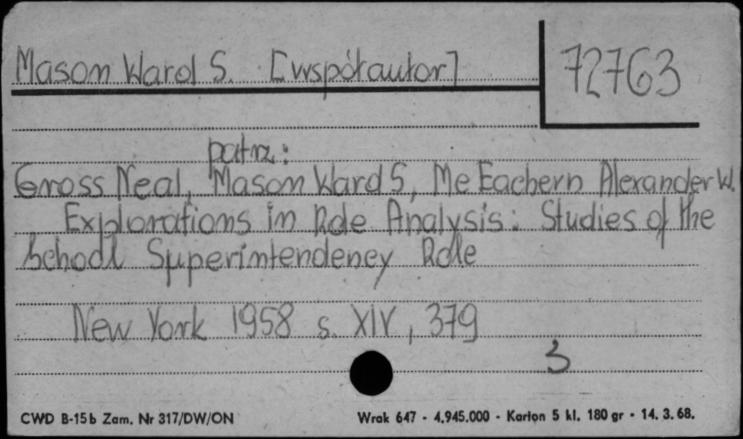 Mason Ward S. [współautor]
72763
patrz:
Gross Neal, Mason Ward S, Mc Eachern Alexander W.
Explorations in Role Analysis: Studies of the
School Superintendency Role
New York 1958 s. XIV, 379
3
CWD B-15b Zam. Nr 317/DW/ON Wrak 647 - 4.945.000 - Karton 5 kl. 180 gr - 14. 3. 68.